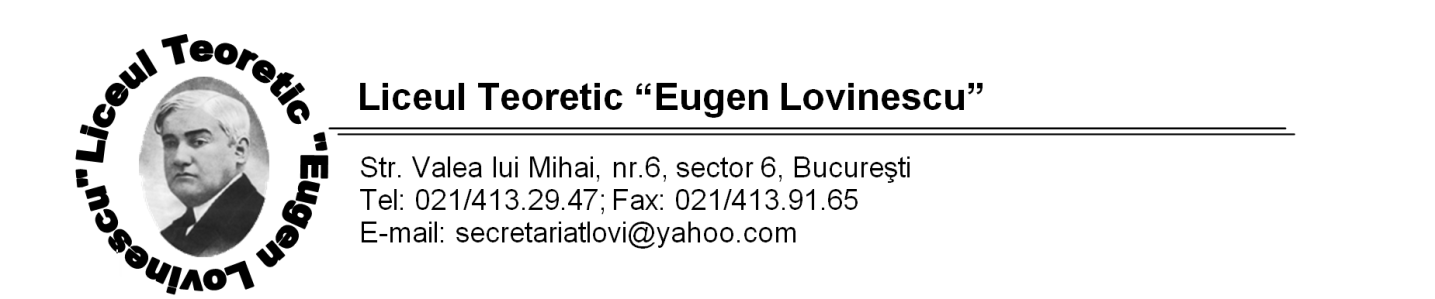 Liceul Teoretic "Eugen Lovinescu"
Liceul Teoretic “Eugen Lovinescu”
Str. Valea lui Mihai, nr.6, sector 6, Bucureşti
Tel: 021/413.29.47; Fax: 021/413.91.65
E-mail: secretariatlovi@yahoo.com